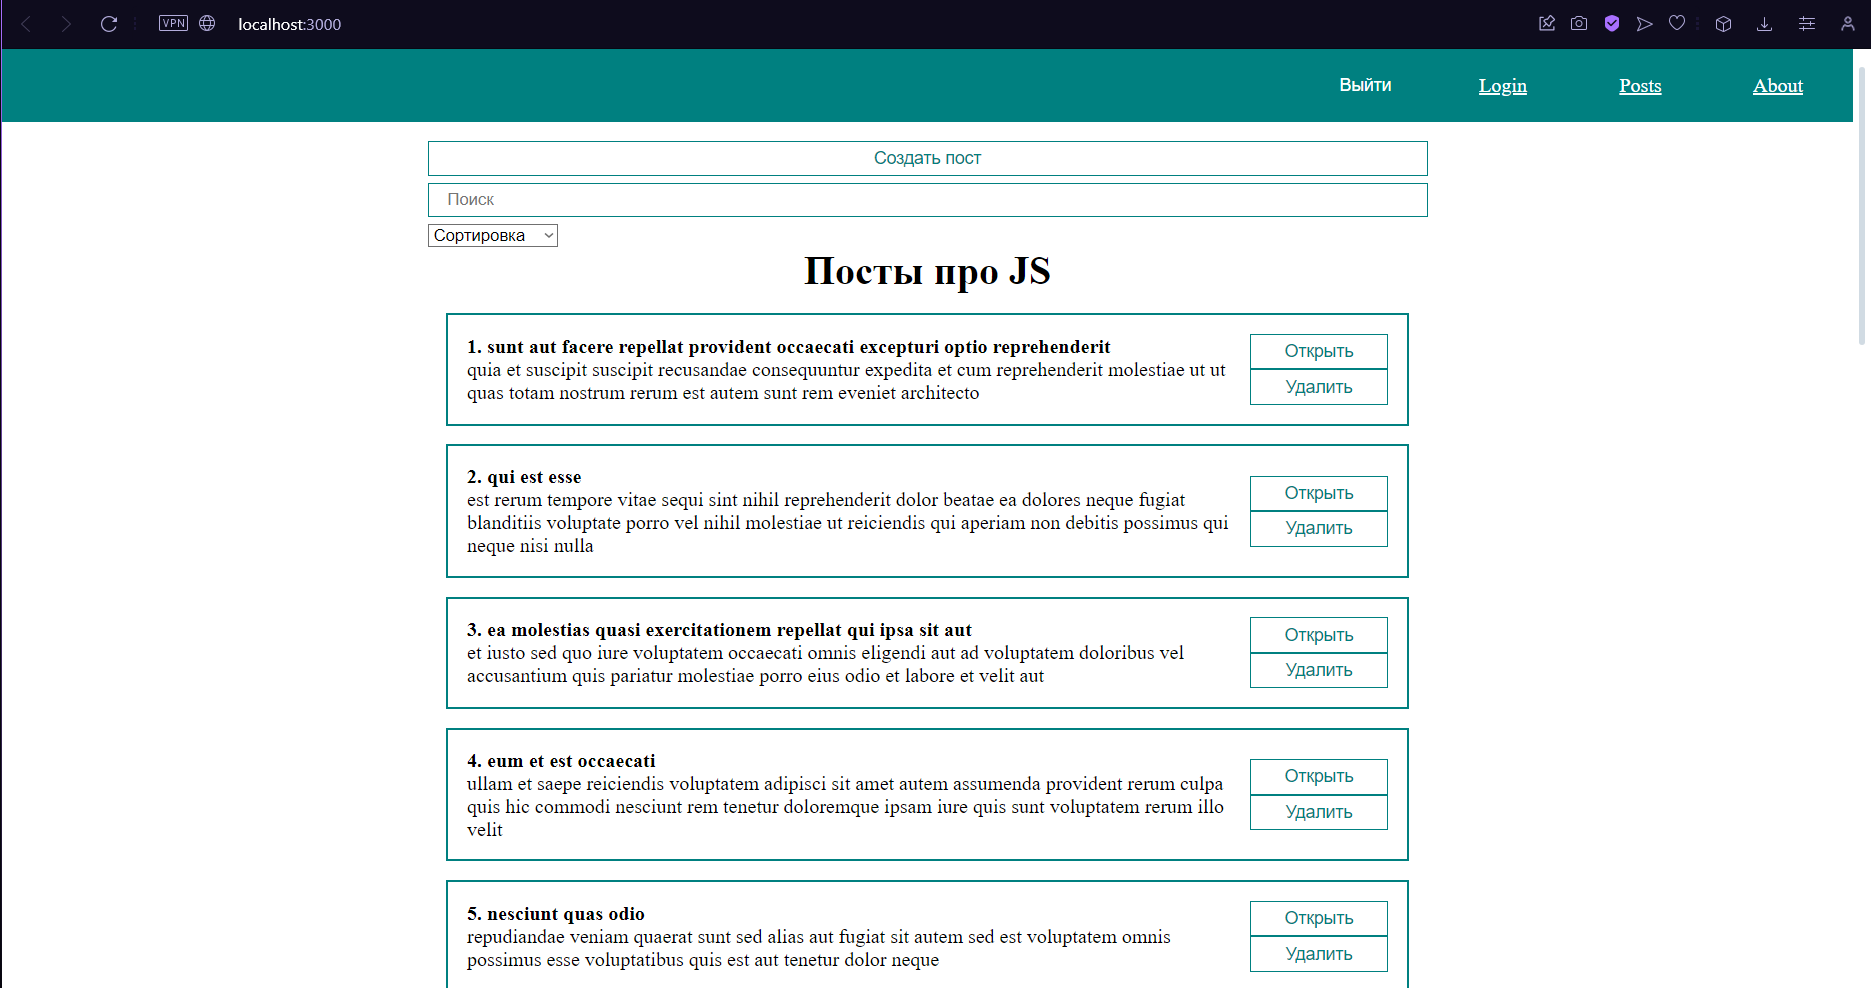 VPN localhost:3000
Выйти Login Posts About
Создать пост
Поиск
Сортировка
Посты про JS
1. sunt aut facere repellat provident occaecati excepturi optio reprehenderit
quia et suscipit suscipit recusandae consequuntur expedita et cum reprehenderit molestiae ut ut
quas totam nostrum rerum est autem sunt rem eveniet architecto
Открыть
Удалить
2. qui est esse
est rerum tempore vitae sequi sint nihil reprehenderit dolor beatae ea dolores neque fugiat
blanditiis voluptate porro vel nihil molestiae ut reiciendis qui aperiam non debitis possimus qui
neque nisi nulla
Открыть
Удалить
3. ea molestias quasi exercitationem repellat qui ipsa sit aut
et iusto sed quo iure voluptatem occaecati omnis eligendi aut ad voluptatem doloribus vel
accusantium quis pariatur molestiae porro eius odio et labore et velit aut
Открыть
Удалить
4. eum et est occaecati
ullam et saepe reiciendis voluptatem adipisci sit amet autem assumenda provident rerum culpa
quis hic commodi nesciunt rem tenetur doloremque ipsam iure quis sunt voluptatem rerum illo
velit
Открыть
Удалить
5. nesciunt quas odio
repudiandae veniam quaerat sunt sed alias aut fugiat sit autem sed est voluptatem omnis
possimus esse voluptatibus quis est aut tenetur dolor neque
Открыть
Удалить